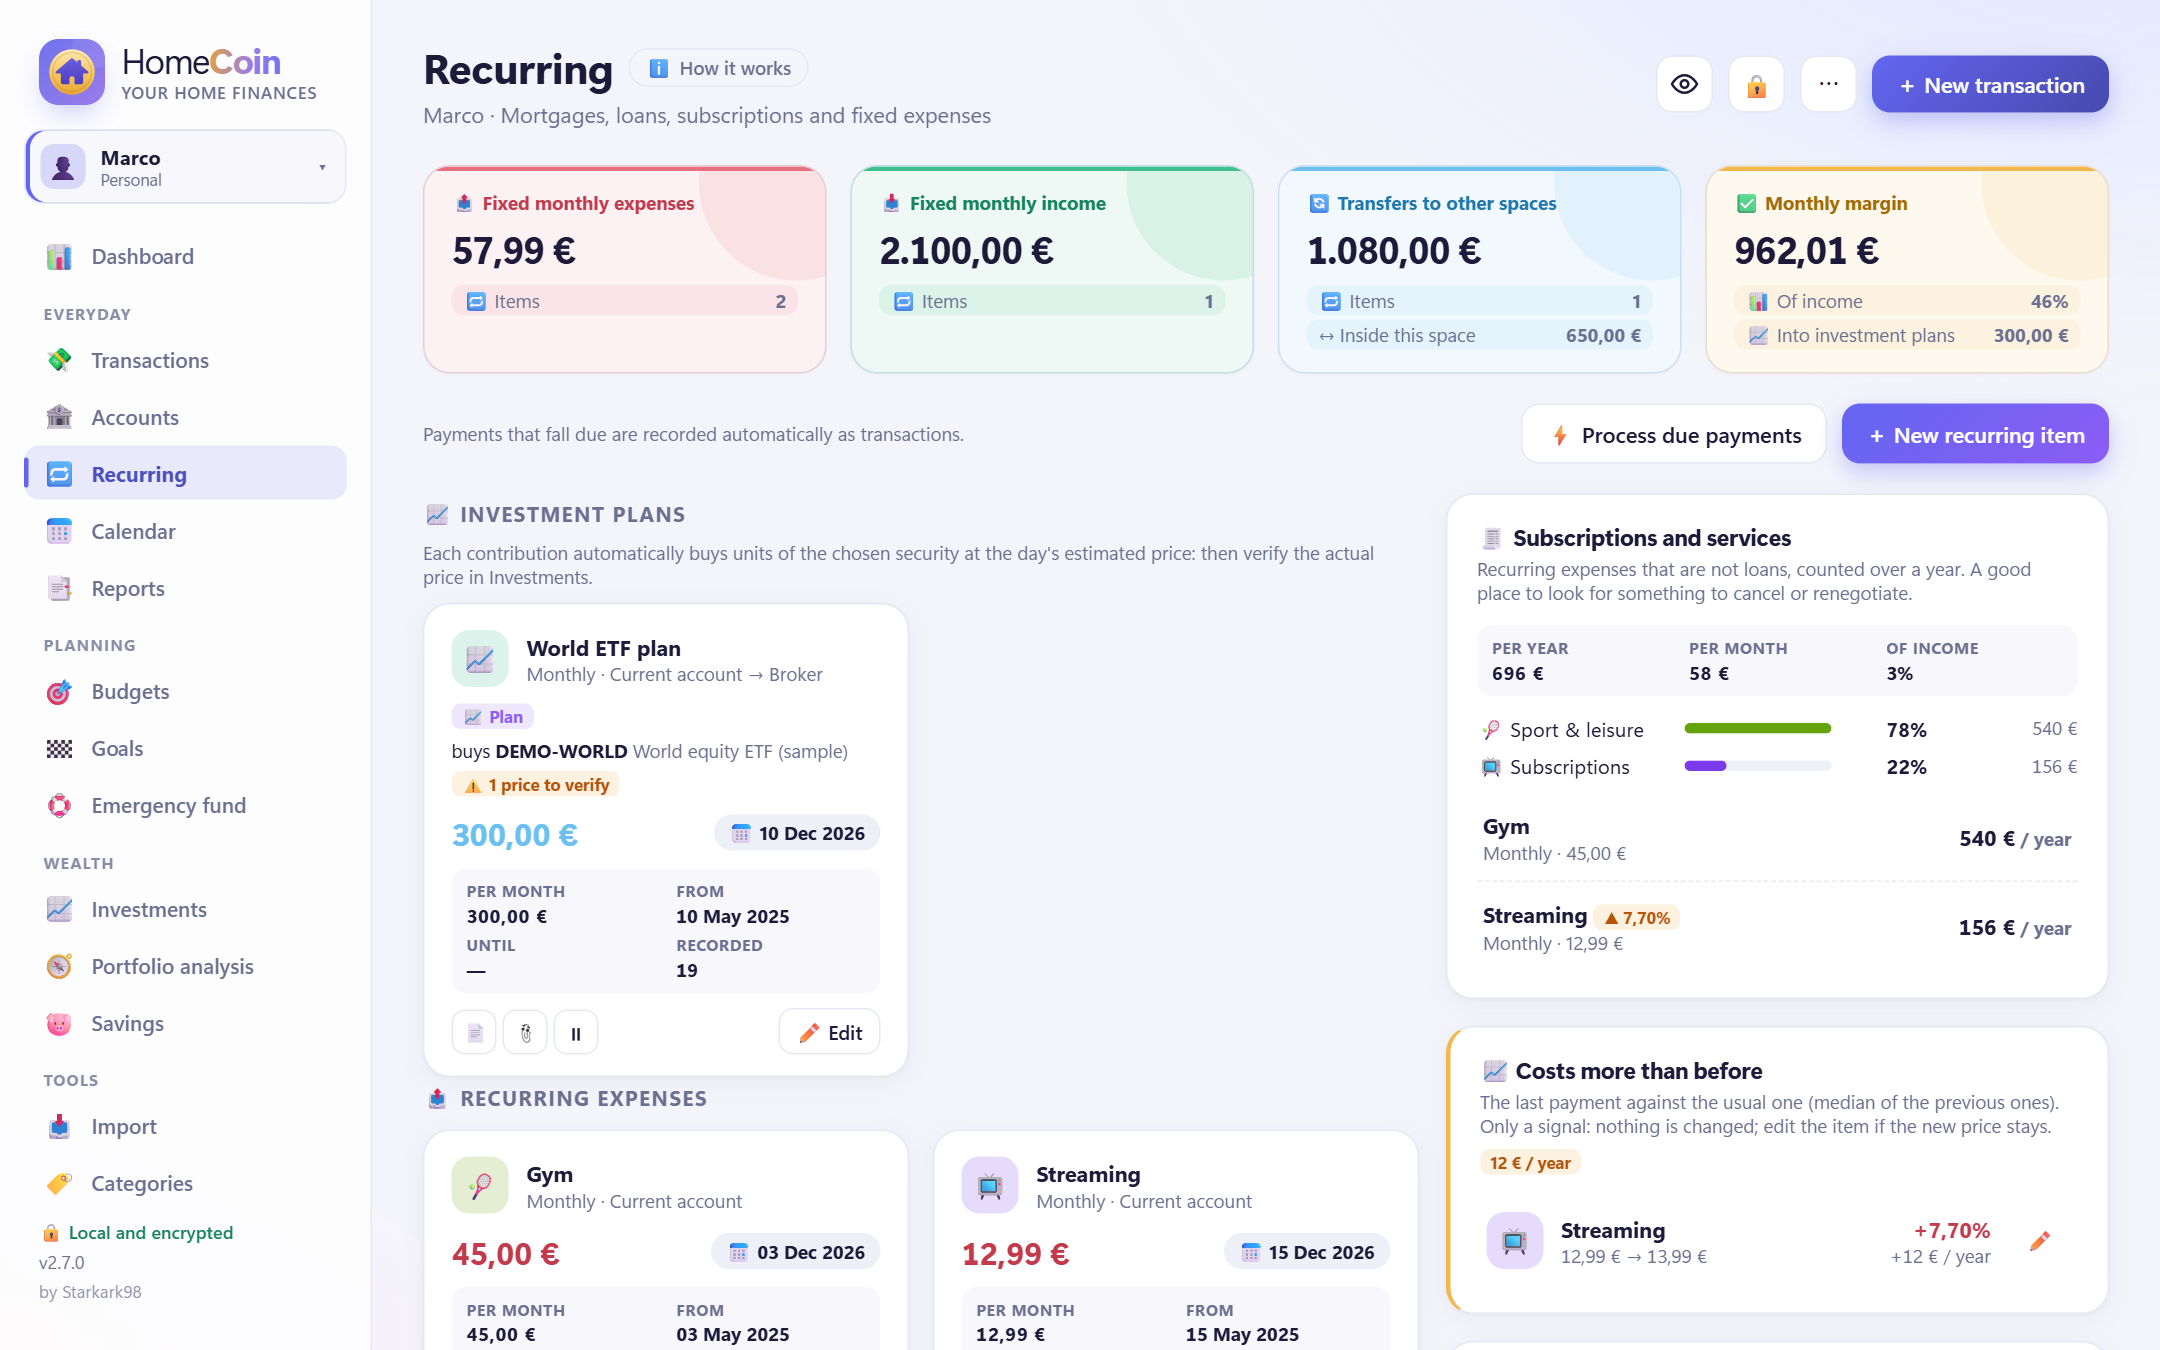 HomeCoin
YOUR HOME FINANCES
Marco
Personal
Dashboard
EVERYDAY
Transactions
Accounts
Recurring
Calendar
Reports
PLANNING
Budgets
Goals
Emergency fund
WEALTH
Investments
Portfolio analysis
Savings
TOOLS
Import
Categories
Local and encrypted
v2.7.0
by Starkark98
Recurring
How it works
Marco · Mortgages, loans, subscriptions and fixed expenses
+ New transaction
Fixed monthly expenses
57,99 €
Items 2
Fixed monthly income
2.100,00 €
Items 1
Transfers to other spaces
1.080,00 €
Items 1
↔ Inside this space 650,00 €
Monthly margin
962,01 €
Of income 46%
Into investment plans 300,00 €
Payments that fall due are recorded automatically as transactions.
Process due payments
+ New recurring item
INVESTMENT PLANS
Each contribution automatically buys units of the chosen security at the day's estimated price: then verify the actual
price in Investments.
World ETF plan
Monthly · Current account → Broker
Plan
buys DEMO-WORLD World equity ETF (sample)
1 price to verify
300,00 €
10 Dec 2026
PER MONTH FROM
300,00 € 10 May 2025
UNTIL RECORDED
— 19
Edit
RECURRING EXPENSES
Gym
Monthly · Current account
45,00 €
03 Dec 2026
PER MONTH FROM
45,00 € 03 May 2025
Streaming
Monthly · Current account
12,99 €
15 Dec 2026
PER MONTH FROM
12,99 € 15 May 2025
Subscriptions and services
Recurring expenses that are not loans, counted over a year. A good
place to look for something to cancel or renegotiate.
PER YEAR PER MONTH OF INCOME
696 € 58 € 3%
Sport & leisure 78% 540 €
Subscriptions 22% 156 €
Gym
Monthly · 45,00 €
540 € / year
Streaming ▲ 7,70%
Monthly · 12,99 €
156 € / year
Costs more than before
The last payment against the usual one (median of the previous ones).
Only a signal: nothing is changed; edit the item if the new price stays.
12 € / year
Streaming
12,99 € → 13,99 €
+7,70%
+12 € / year